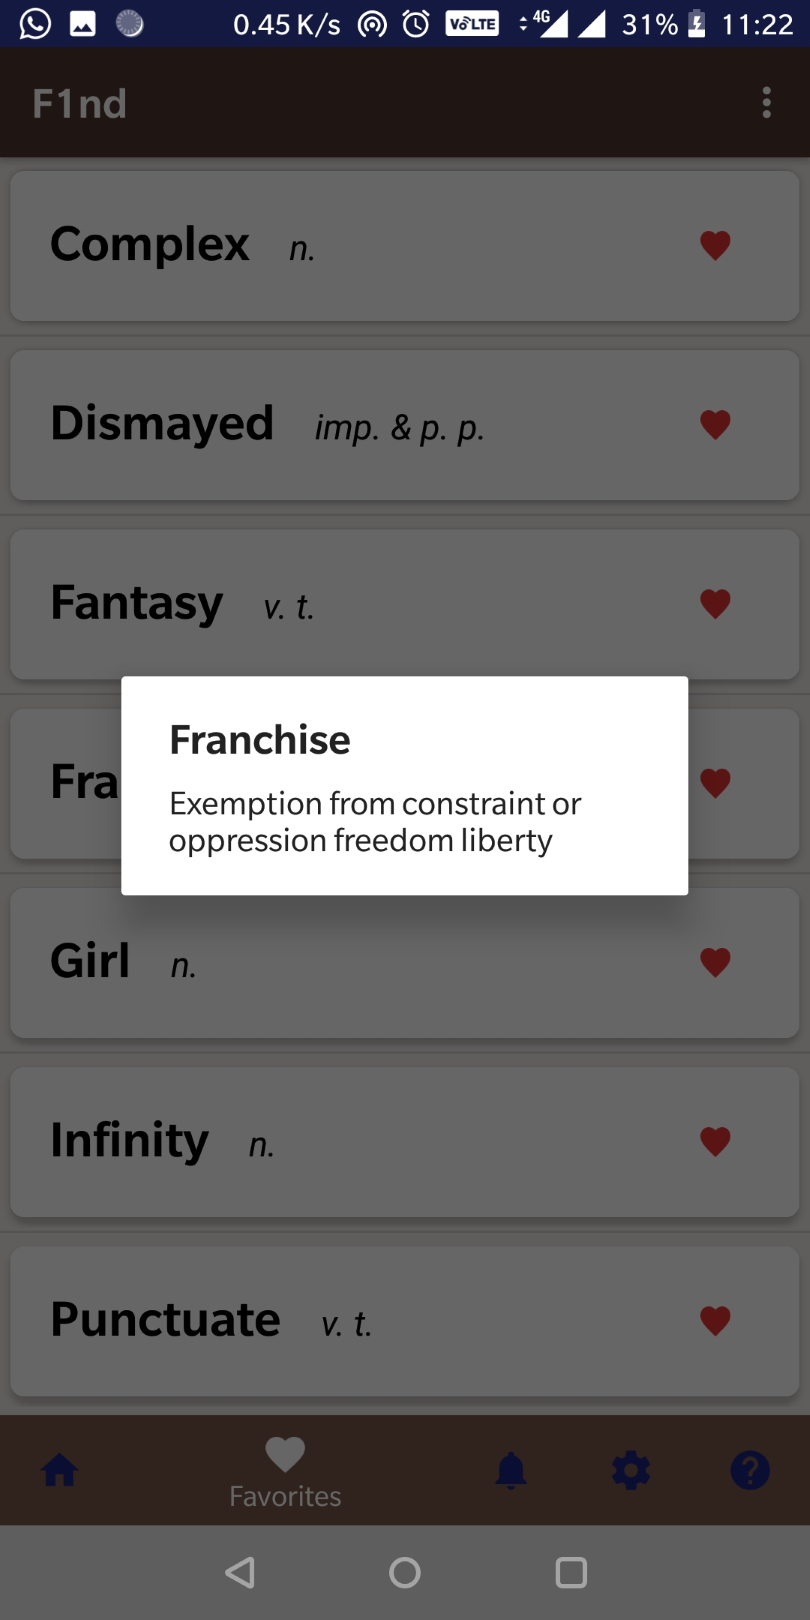 0.45 K/s VoLTE 4G 31% 11:22
F1nd
Complex n.
Dismayed imp. & p. p.
Fantasy v. t.
Fra
Franchise
Exemption from constraint or
oppression freedom liberty
Girl n.
Infinity n.
Punctuate v. t.
Favorites